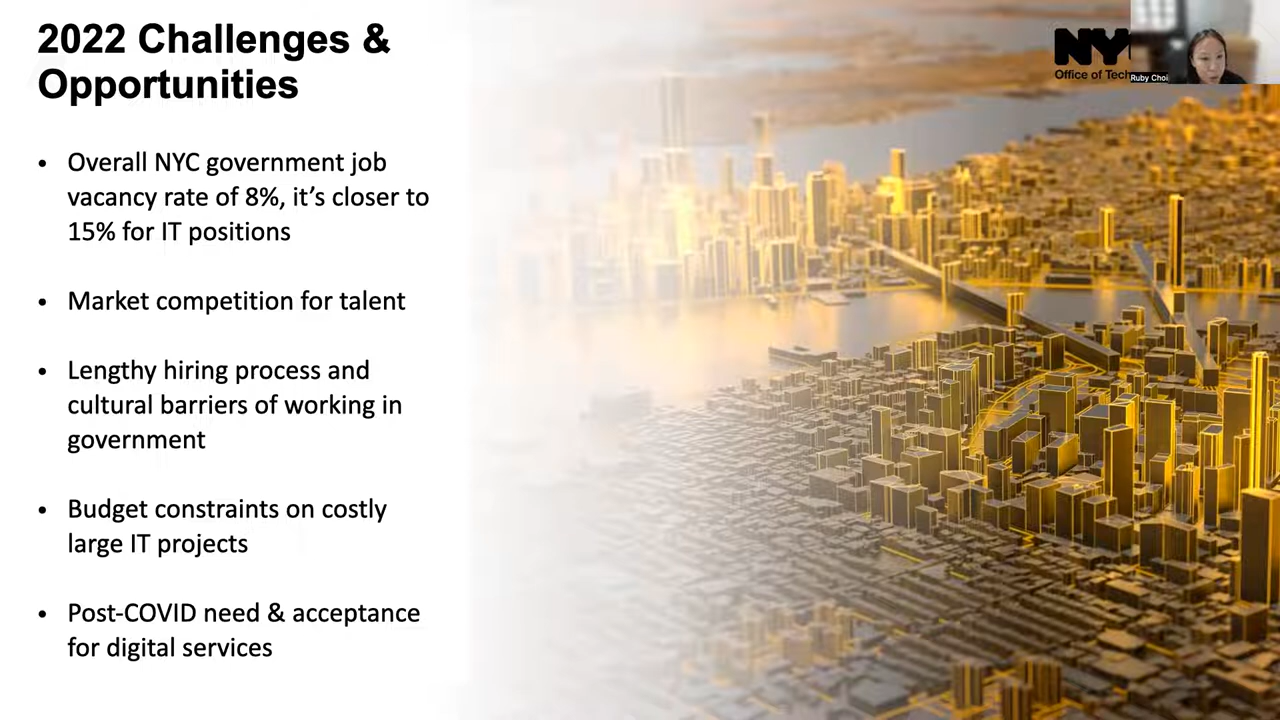 2022 Challenges &
Opportunities
• Overall NYC government job
vacancy rate of 8%, it's closer to
15% for IT positions
• Market competition for talent
• Lengthy hiring process and
cultural barriers of working in
government
• Budget constraints on costly
large IT projects
• Post-COVID need & acceptance
for digital services
NY
Office of Tech
Ruby Choi